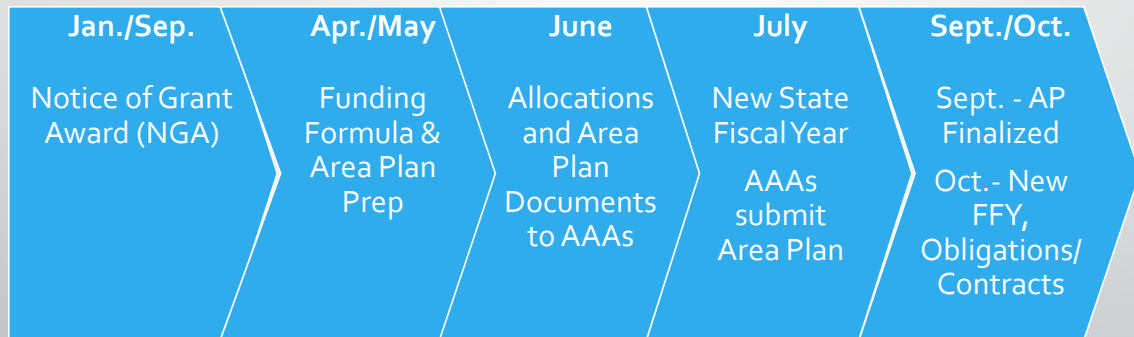 Jan./Sep.
Notice of Grant
Award (NGA)
Apr./May
Funding
Formula &
Area Plan
Prep
June
Allocations
and Area
Plan
Documents
to AAAs
July
New State
Fiscal Year
AAAs
submit
Area Plan
Sept./Oct.
Sept. - AP
Finalized
Oct.- New
FFY,
Obligations/
Contracts